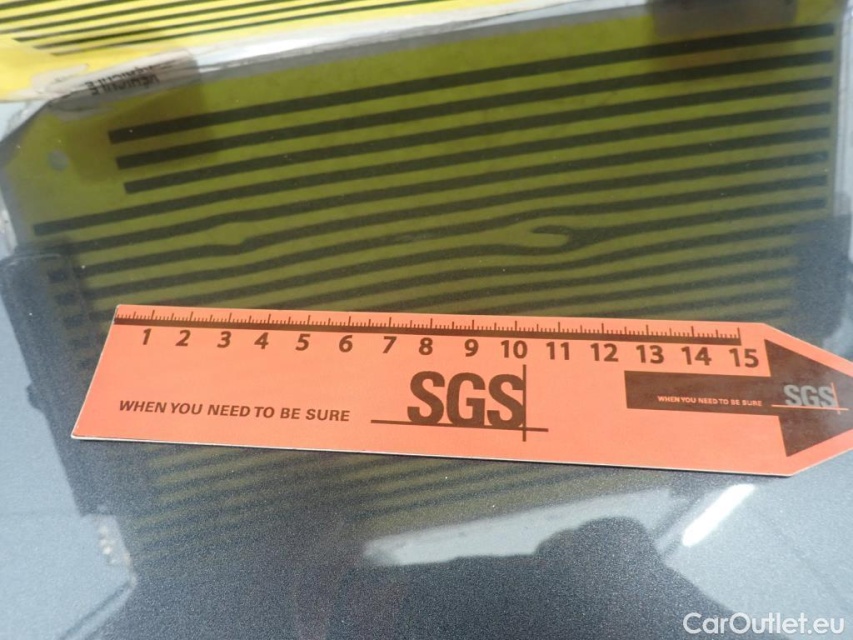 VEHICULE
1 2 3 4 5 6 7 8 9 10 11 12 13 14 15
WHEN YOU NEED TO BE SURE
SGS
WHEN YOU NEED TO BE SURE
SGS
CarOutlet.eu